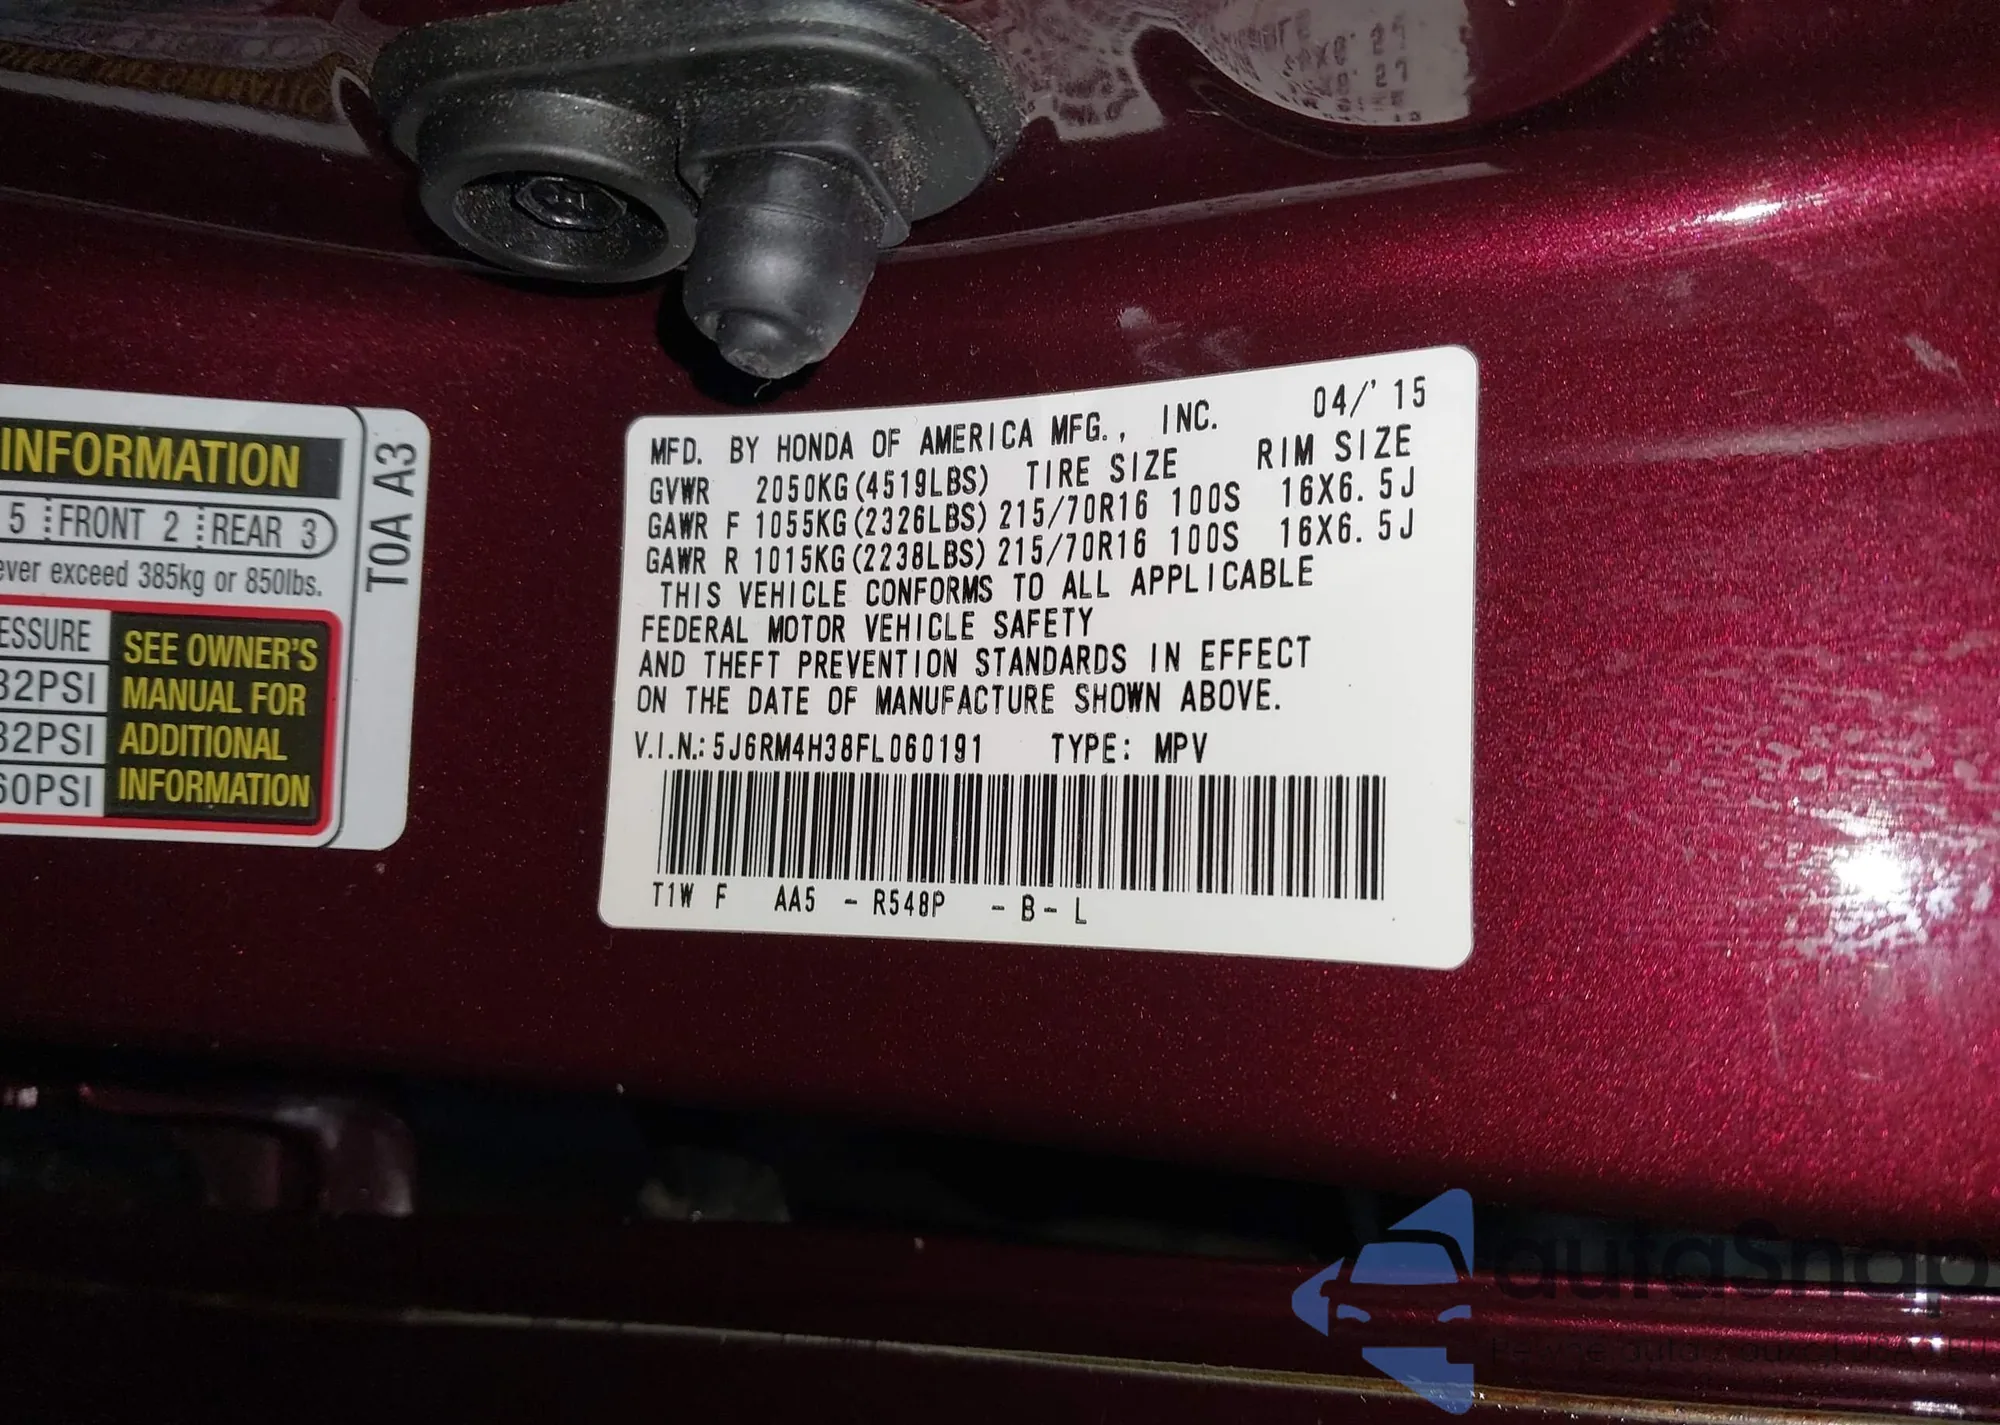 INFORMATION
5 FRONT 2 REAR 3
ever exceed 385kg or 850lbs.
ESSURE
32PSI
32PSI
60PSI
SEE OWNER'S
MANUAL FOR
ADDITIONAL
INFORMATION
T0A A3
MFD. BY HONDA OF AMERICA MFG., INC. 04/'15
GVWR 2050KG(4519LBS) TIRE SIZE RIM SIZE
GAWR F 1055KG(2326LBS) 215/70R16 100S 16X6.5J
GAWR R 1015KG(2238LBS) 215/70R16 100S 16X6.5J
THIS VEHICLE CONFORMS TO ALL APPLICABLE
FEDERAL MOTOR VEHICLE SAFETY
AND THEFT PREVENTION STANDARDS IN EFFECT
ON THE DATE OF MANUFACTURE SHOWN ABOVE.
V.I.N.: 5J6RM4H38FL060191 TYPE: MPV
T1W F AA5 - R548P - B - L
autaSnap